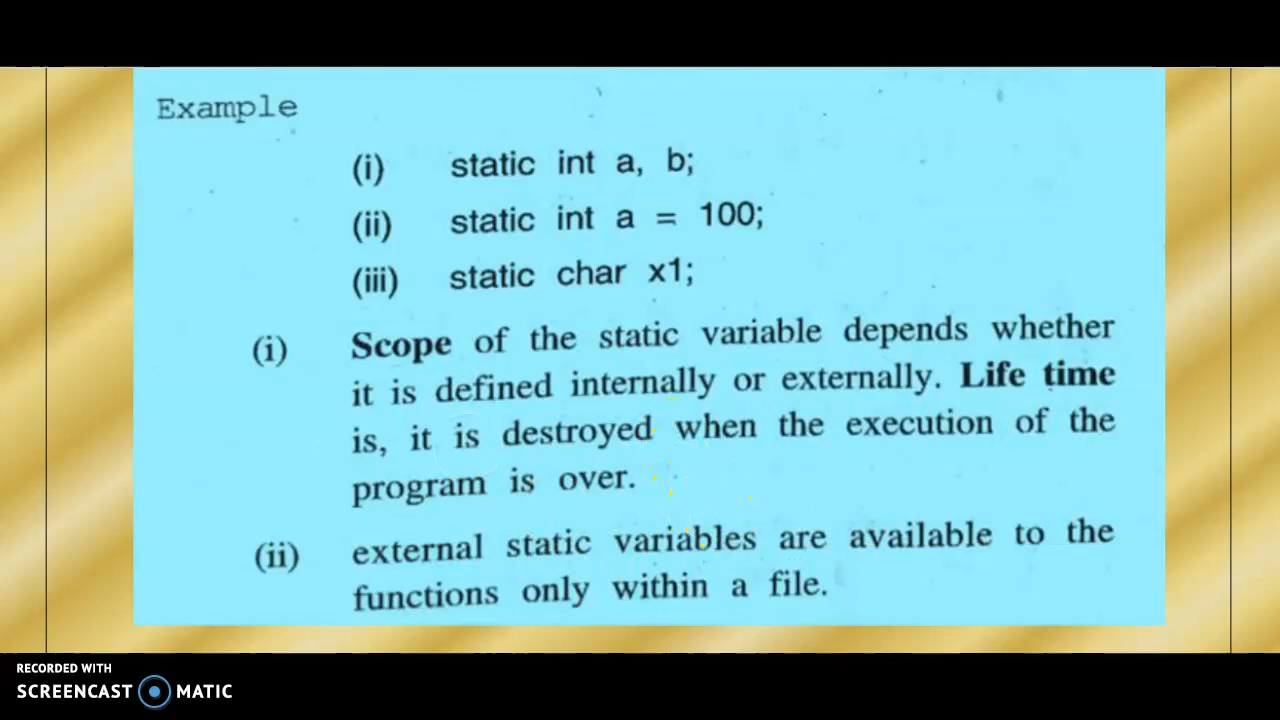 Example
(i) static int a, b;
(ii) static int a = 100;
(iii) static char x1;
(i) Scope of the static variable depends whether
it is defined internally or externally. Life time
is, it is destroyed when the execution of the
program is over.
(ii) external static variables are available to the
functions only within a file.
RECORDED WITH
SCREENCAST MATIC